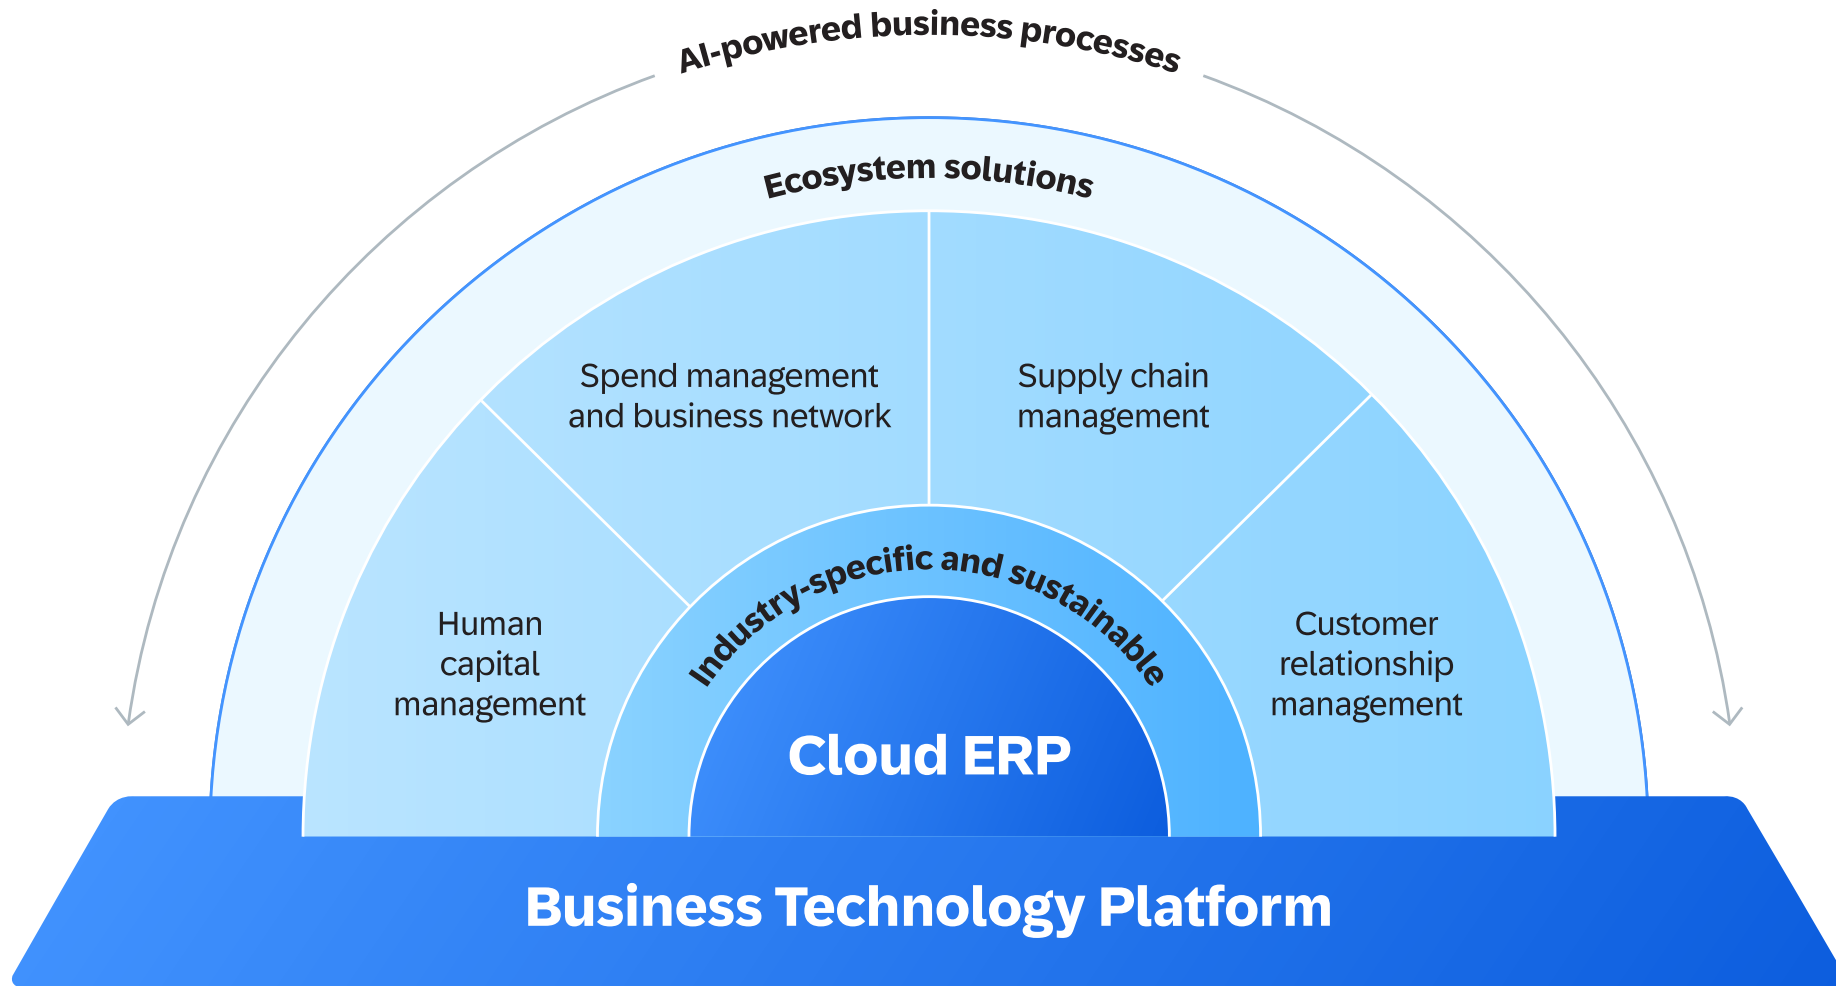 AI-powered business processes
Ecosystem solutions
Spend management
and business network
Supply chain
management
Human
capital
management
Industry-specific and sustainable
Customer
relationship
management
Cloud ERP
Business Technology Platform